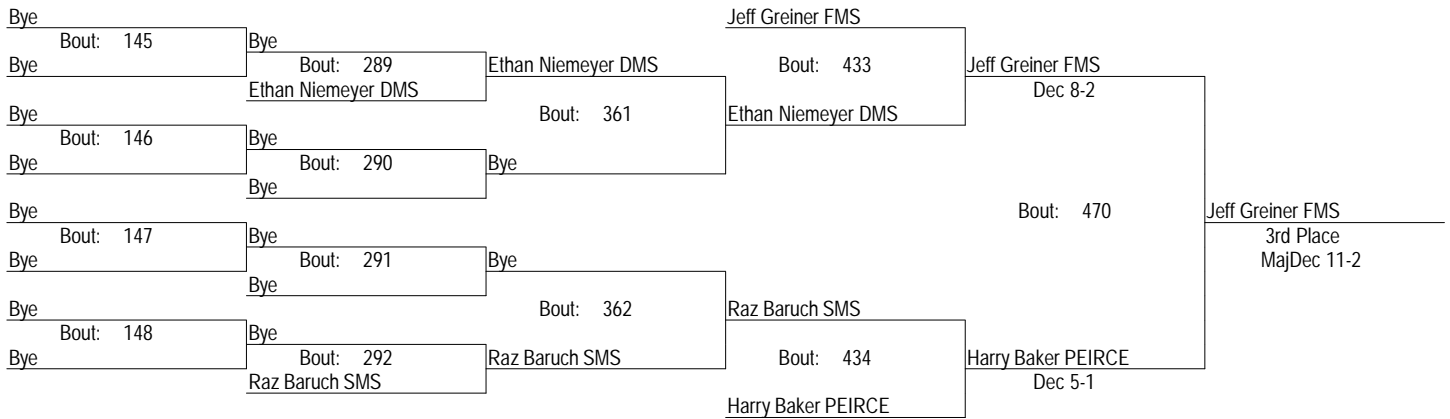 Bye
Jeff Greiner FMS
Bout: 145
Bye
Bye
Bout: 289
Ethan Niemeyer DMS
Bout: 433
Jeff Greiner FMS
Ethan Niemeyer DMS
Dec 8-2
Bye
Bout: 361
Ethan Niemeyer DMS
Bout: 146
Bye
Bye
Bout: 290
Bye
Bye
Bye
Bout: 470
Jeff Greiner FMS
Bout: 147
Bye
3rd Place
Bye
Bout: 291
Bye
MajDec 11-2
Bye
Bye
Bout: 362
Raz Baruch SMS
Bout: 148
Bye
Bye
Bout: 292
Raz Baruch SMS
Bout: 434
Harry Baker PEIRCE
Raz Baruch SMS
Dec 5-1
Harry Baker PEIRCE